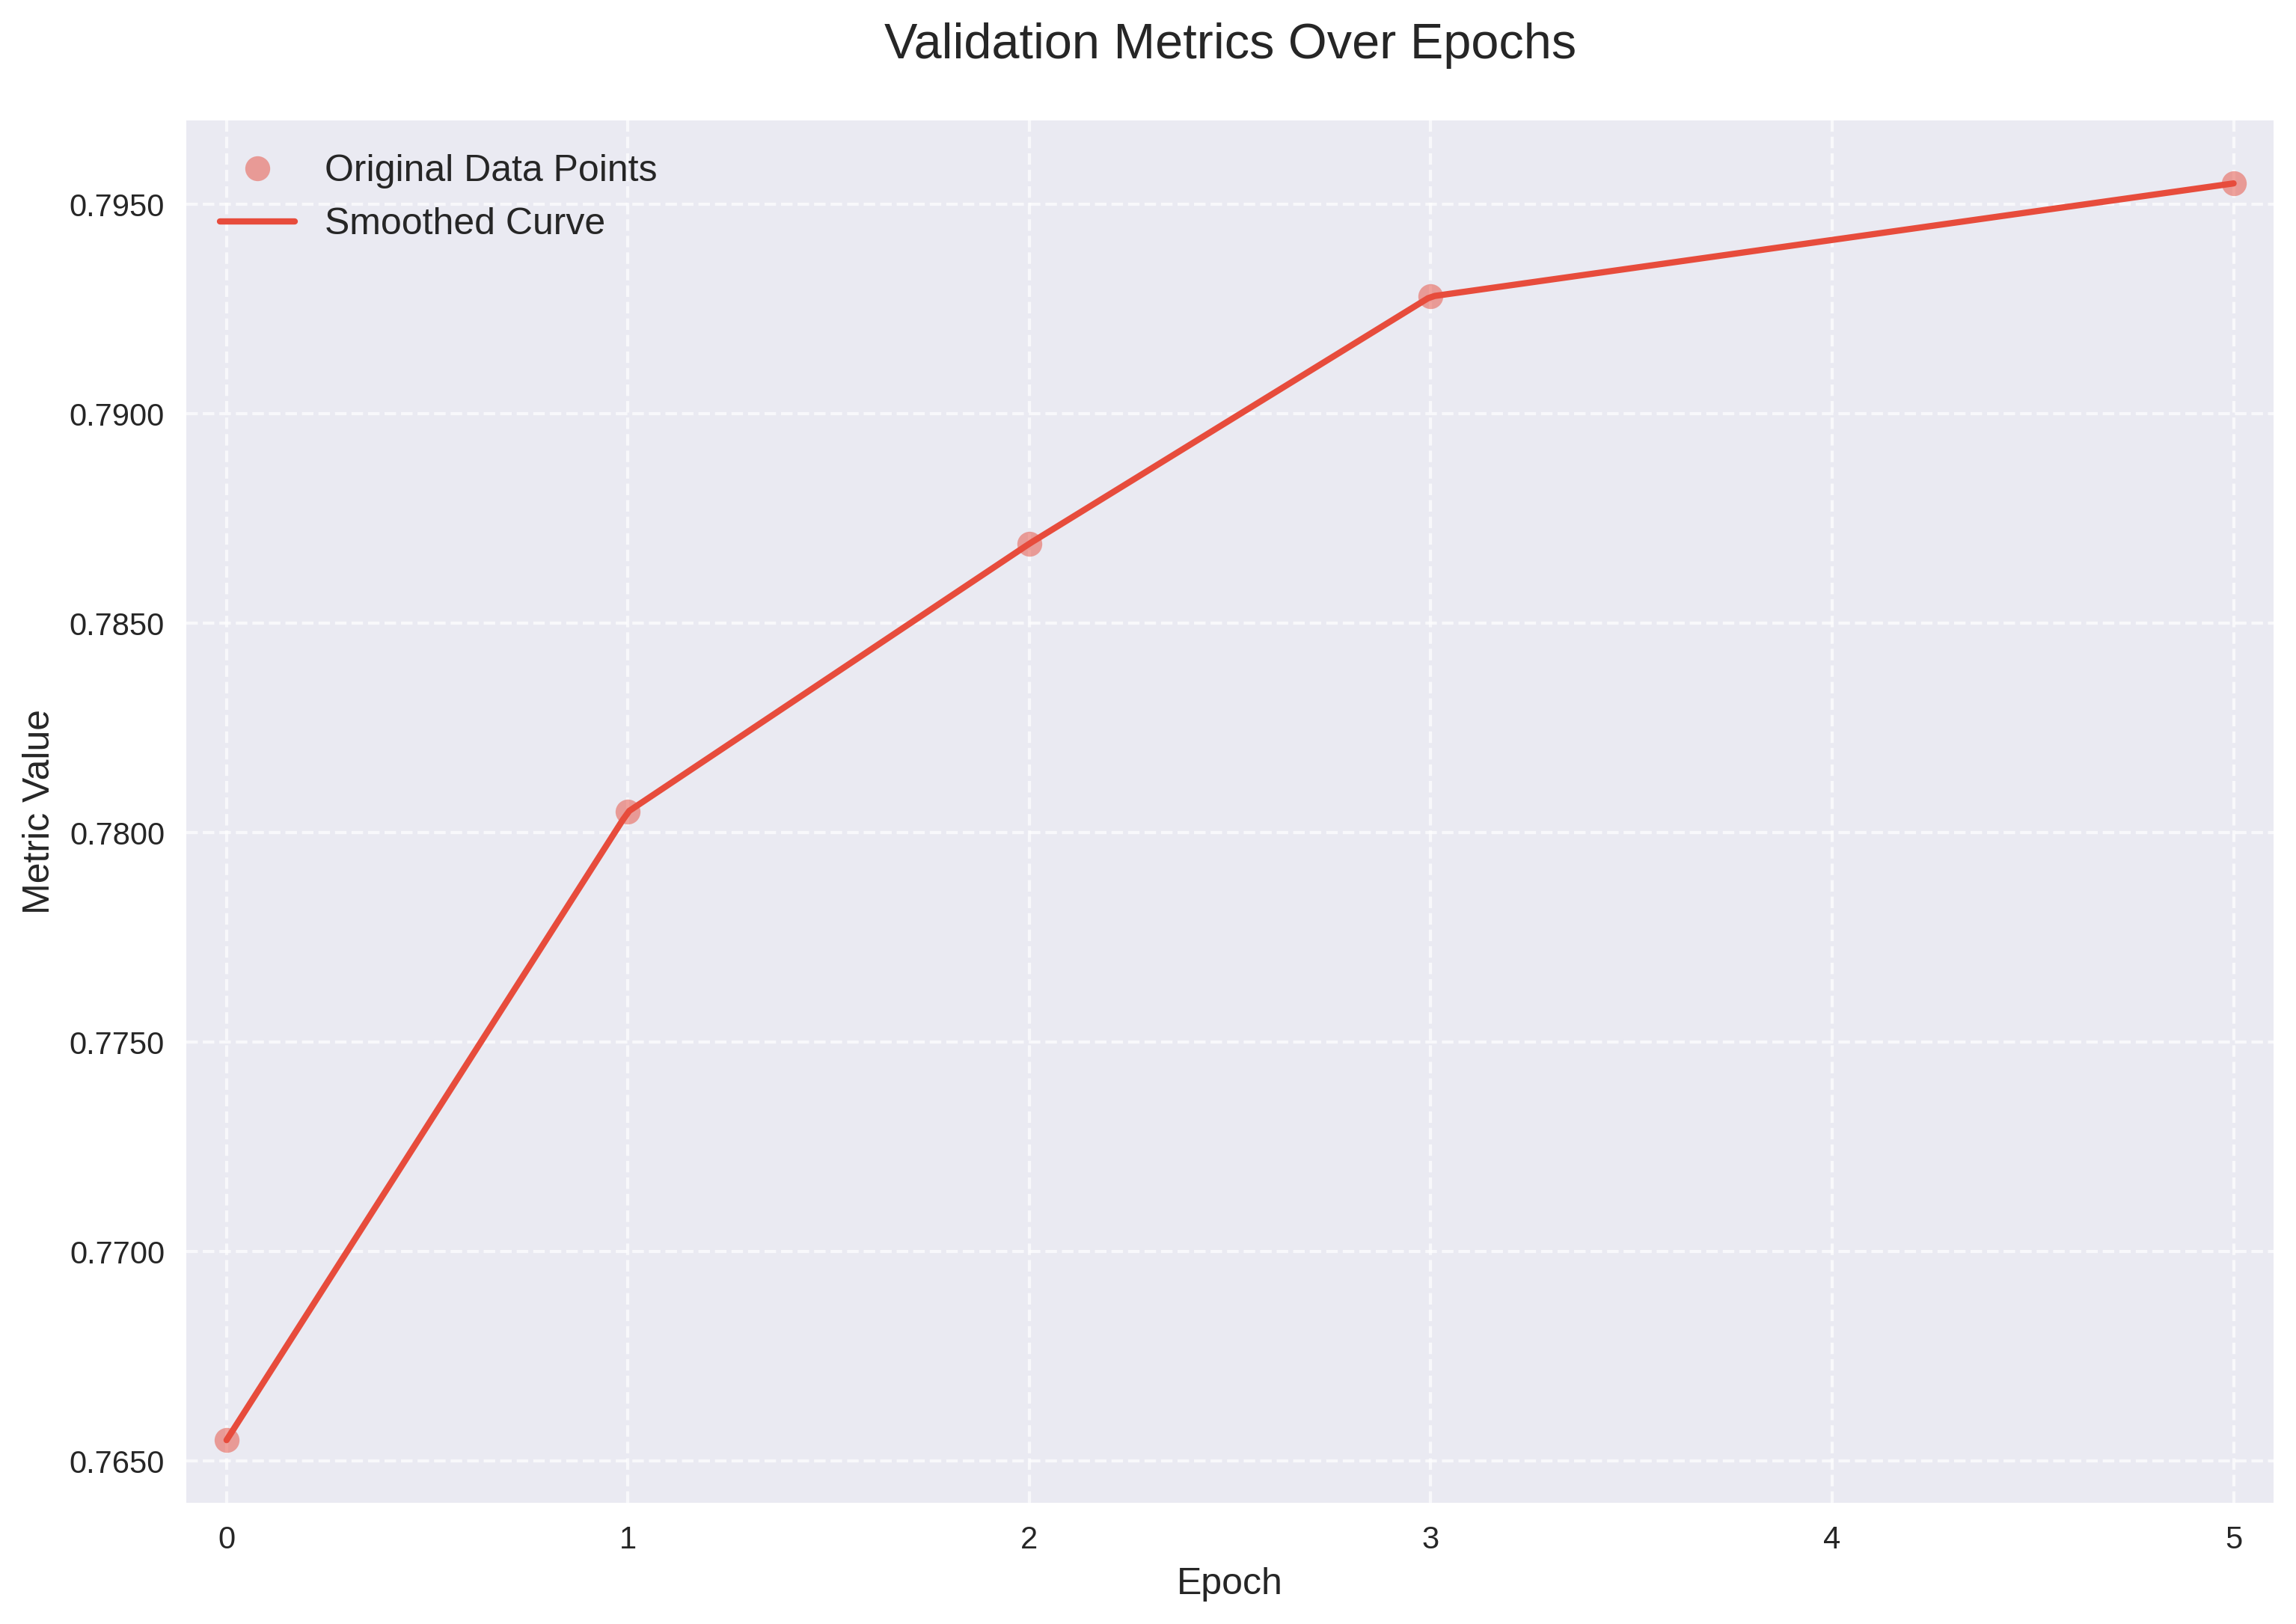 Validation Metrics Over Epochs
Original Data Points
Smoothed Curve
0.7950
0.7900
0.7850
0.7800
0.7750
0.7700
0.7650
Metric Value
0 1 2 3 4 5
Epoch